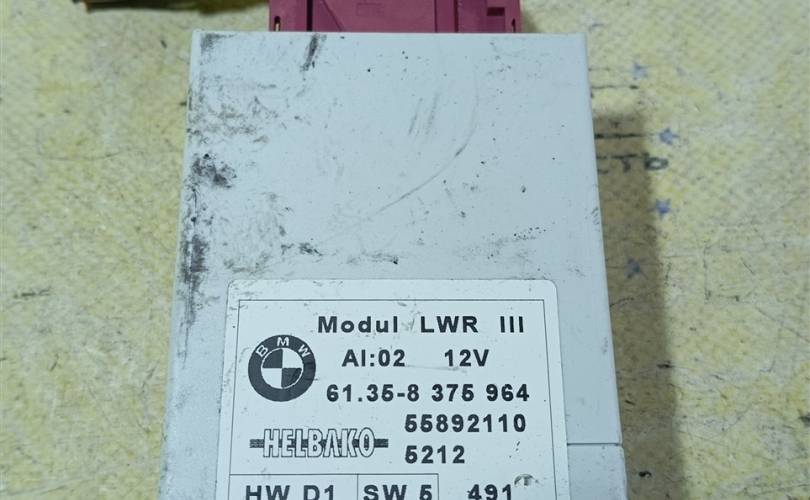 Modul LWR III
BMW
AI:02 12V
61.35-8 375 964
55892110
HELBAKO
5212
HW D1 SW 5 491